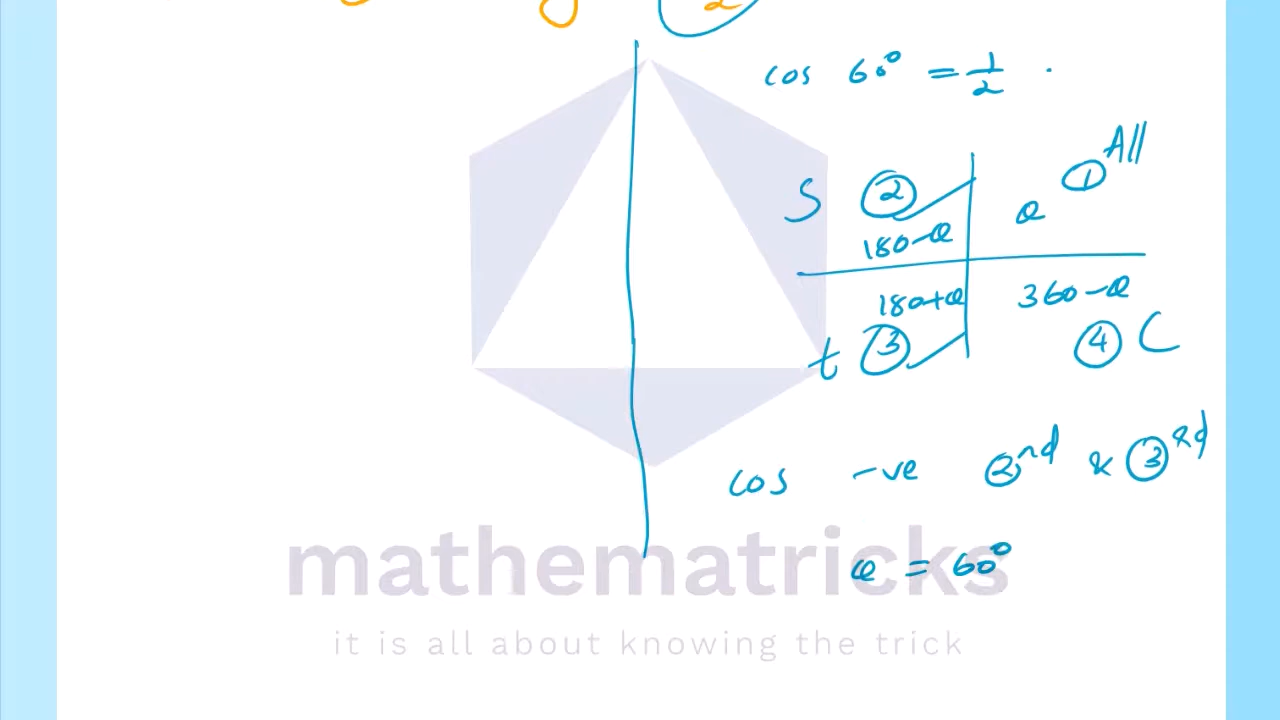 2
cos 60° = 1/2 .
All
S ② ①
180-θ θ
180+θ 360-θ
t ③ ④ C
cos -ve ②nd & ③rd
θ = 60°
mathematricks
it is all about knowing the trick